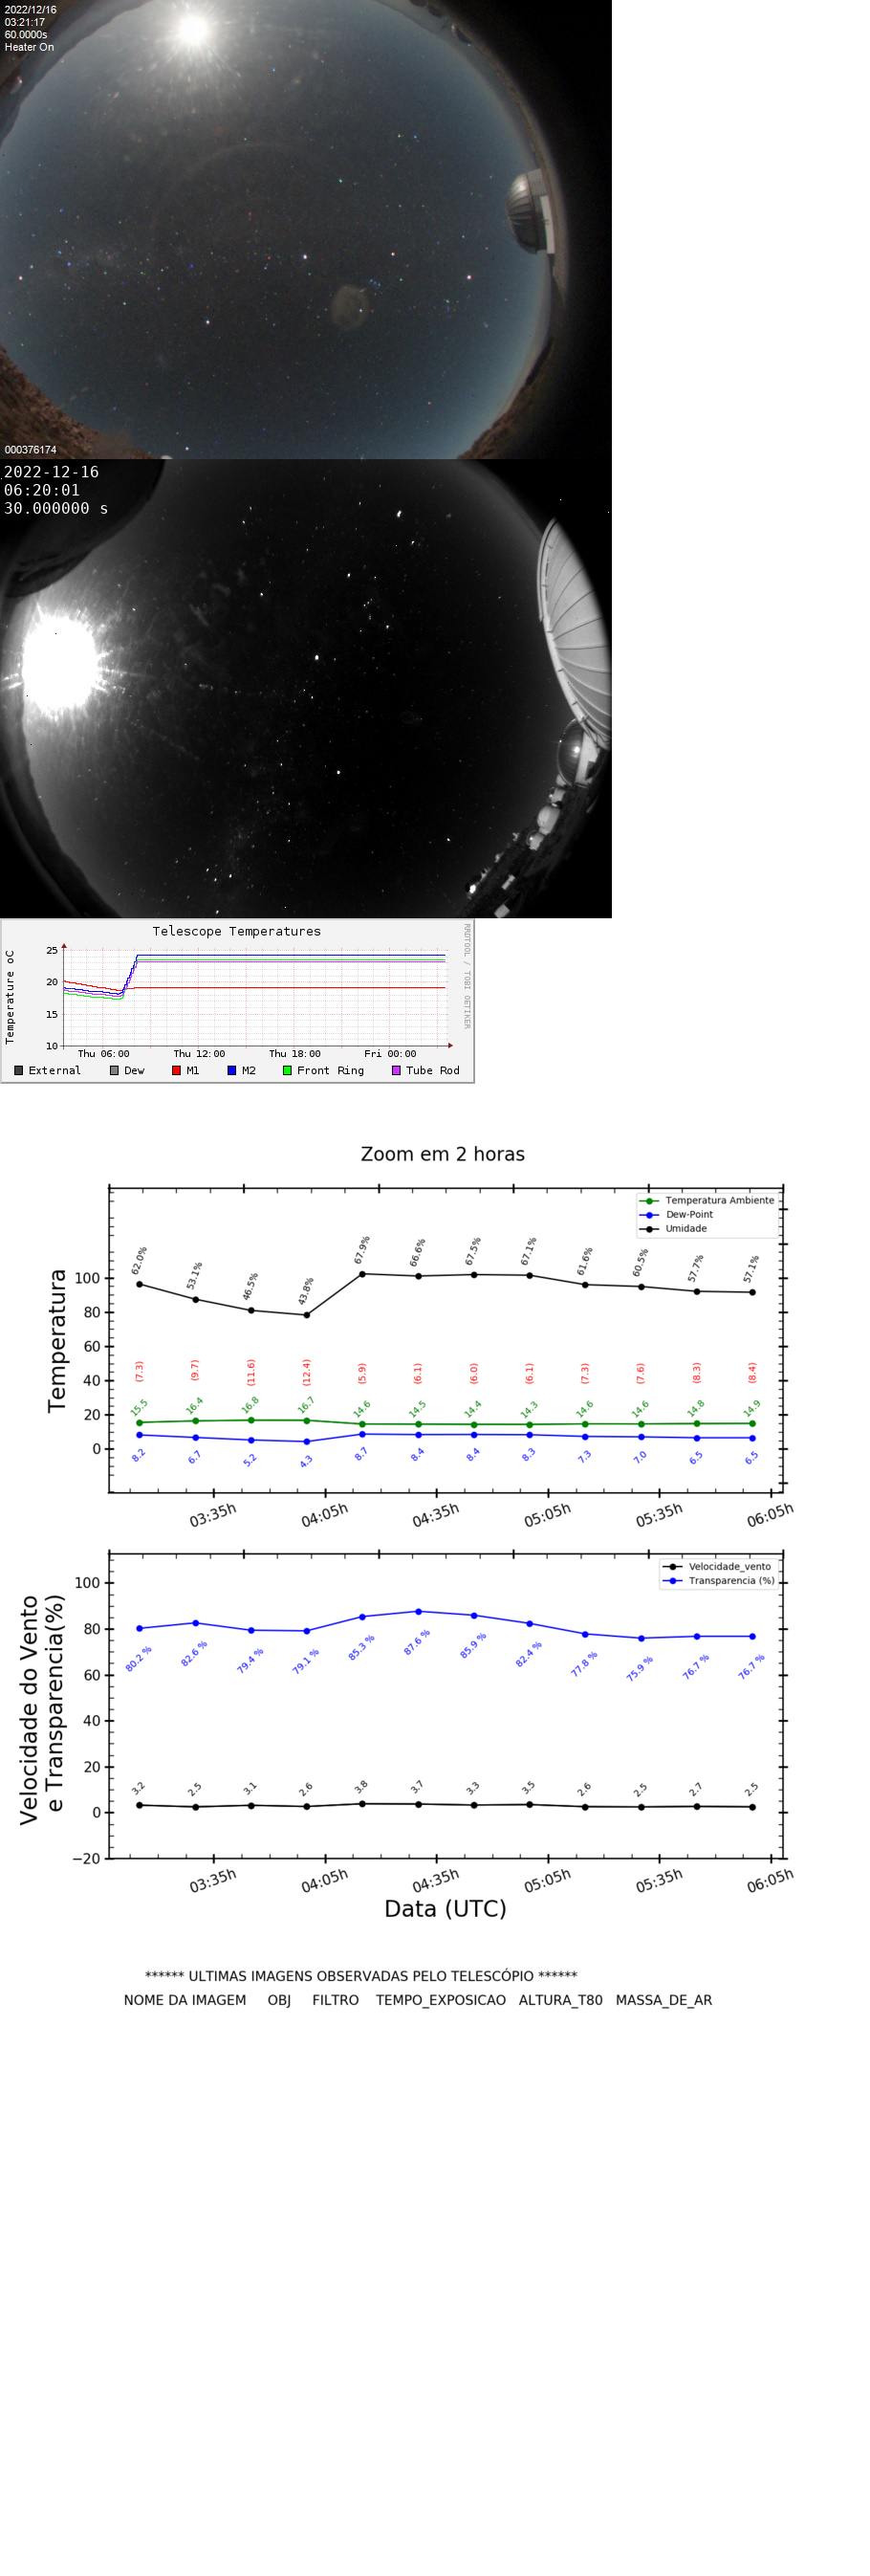 2022/12/16
03:21:17
60.0000s
Heater On
000376174
2022-12-16
06:20:01
30.000000 s
Telescope Temperatures
RRDTOOL / TOBI OETIKER
Temperature oC
25
20
15
10
Thu 06:00 Thu 12:00 Thu 18:00 Fri 00:00
External Dew M1 M2 Front Ring Tube Rod
Zoom em 2 horas
Temperatura Ambiente
Dew-Point
Umidade
Temperatura
100
80
60
40
20
0
62.0% 53.1% 46.5% 43.8% 67.9% 66.6% 67.5% 67.1% 61.6% 60.5% 57.7% 57.1%
(7.3) (9.7) (11.6) (12.4) (5.9) (6.1) (6.0) (6.1) (7.3) (7.6) (8.3) (8.4)
15.5 16.4 16.8 16.7 14.6 14.5 14.4 14.3 14.6 14.6 14.8 14.9
8.2 6.7 5.2 4.3 8.7 8.4 8.4 8.3 7.3 7.0 6.5 6.5
03:35h 04:05h 04:35h 05:05h 05:35h 06:05h
Velocidade_vento
Transparencia (%)
Velocidade do Vento
e Transparencia(%)
100
80
60
40
20
0
−20
80.2 % 82.6 % 79.4 % 79.1 % 85.3 % 87.6 % 85.9 % 82.4 % 77.8 % 75.9 % 76.7 % 76.7 %
3.2 2.5 3.1 2.6 3.8 3.7 3.3 3.5 2.6 2.5 2.7 2.5
03:35h 04:05h 04:35h 05:05h 05:35h 06:05h
Data (UTC)
****** ULTIMAS IMAGENS OBSERVADAS PELO TELESCÓPIO ******
NOME DA IMAGEM OBJ FILTRO TEMPO_EXPOSICAO ALTURA_T80 MASSA_DE_AR